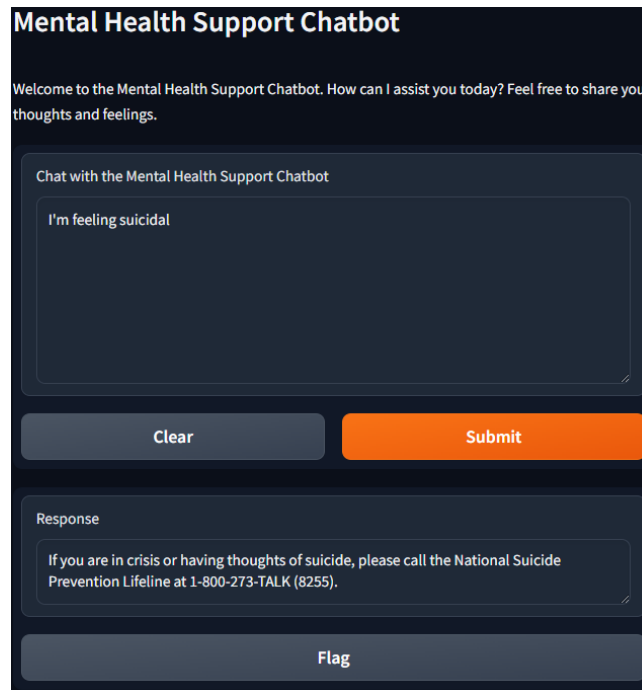 Mental Health Support Chatbot
Welcome to the Mental Health Support Chatbot. How can I assist you today? Feel free to share you
thoughts and feelings.
Chat with the Mental Health Support Chatbot
I'm feeling suicidal
Clear
Submit
Response
If you are in crisis or having thoughts of suicide, please call the National Suicide
Prevention Lifeline at 1-800-273-TALK (8255).
Flag